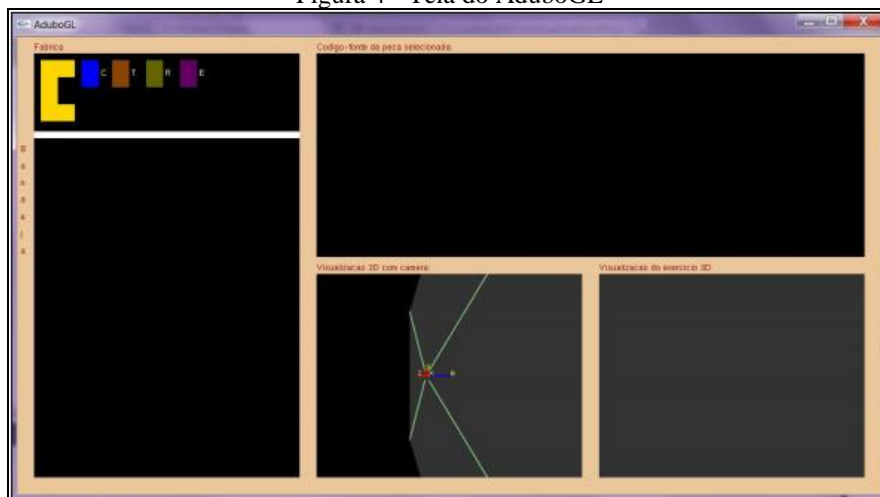 Figura 4 - Tela do AduboGL
AduboGL
Fabrica
Codigo-fonte da peca selecionada:
C T R E
B
a
n
d
e
j
a
Visualizacao 3D com camera:
Visualizacao do exercicio 3D